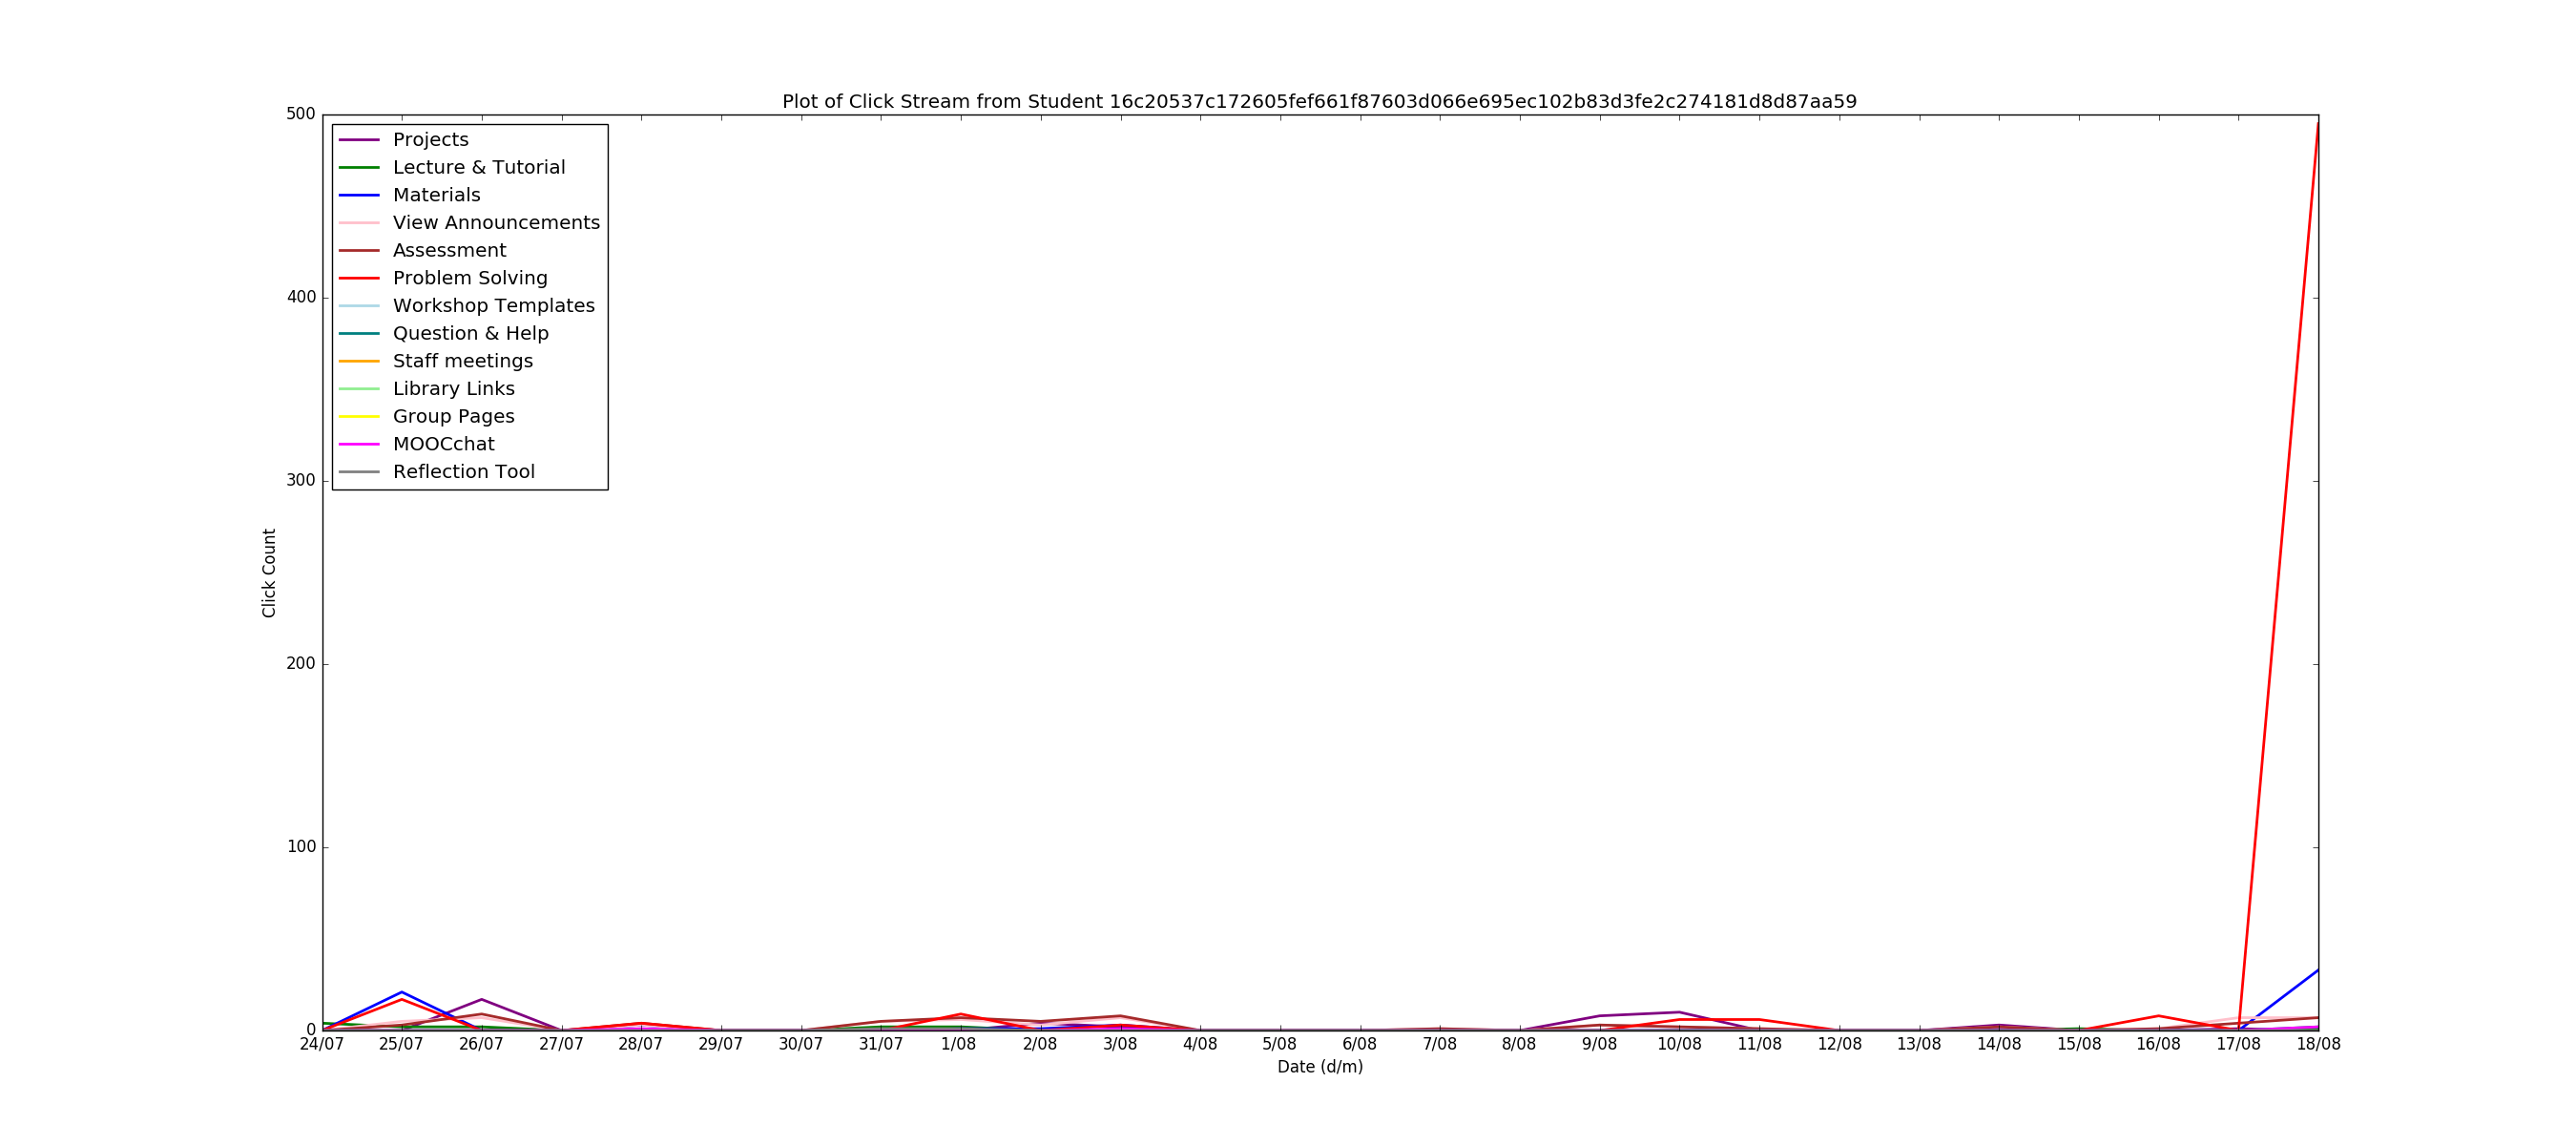 Plot of Click Stream from Student 16c20537c172605fef661f87603d066e695ec102b83d3fe2c274181d8d87aa59
500
400
300
200
100
0
Click Count
Projects
Lecture & Tutorial
Materials
View Announcements
Assessment
Problem Solving
Workshop Templates
Question & Help
Staff meetings
Library Links
Group Pages
MOOCchat
Reflection Tool
24/07 25/07 26/07 27/07 28/07 29/07 30/07 31/07 1/08 2/08 3/08 4/08 5/08 6/08 7/08 8/08 9/08 10/08 11/08 12/08 13/08 14/08 15/08 16/08 17/08 18/08
Date (d/m)